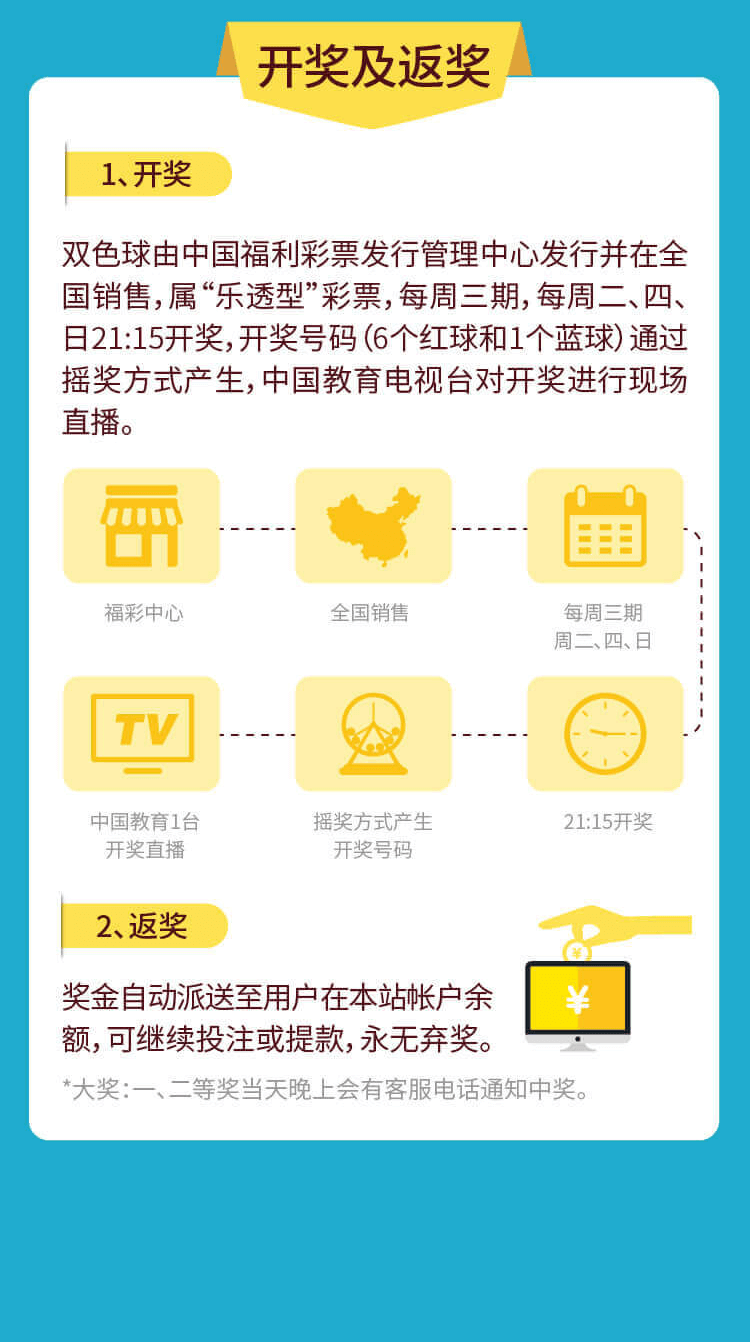 开奖及返奖
1、开奖
双色球由中国福利彩票发行管理中心发行并在全
国销售，属“乐透型”彩票，每周三期，每周二、四、
日21:15开奖，开奖号码（6个红球和1个蓝球）通过
摇奖方式产生，中国教育电视台对开奖进行现场
直播。
福彩中心
全国销售
每周三期
周二、四、日
TV
中国教育1台
开奖直播
摇奖方式产生
开奖号码
21:15开奖
2、返奖
¥
¥
奖金自动派送至用户在本站帐户余
额，可继续投注或提款，永无弃奖。
*大奖：一、二等奖当天晚上会有客服电话通知中奖。